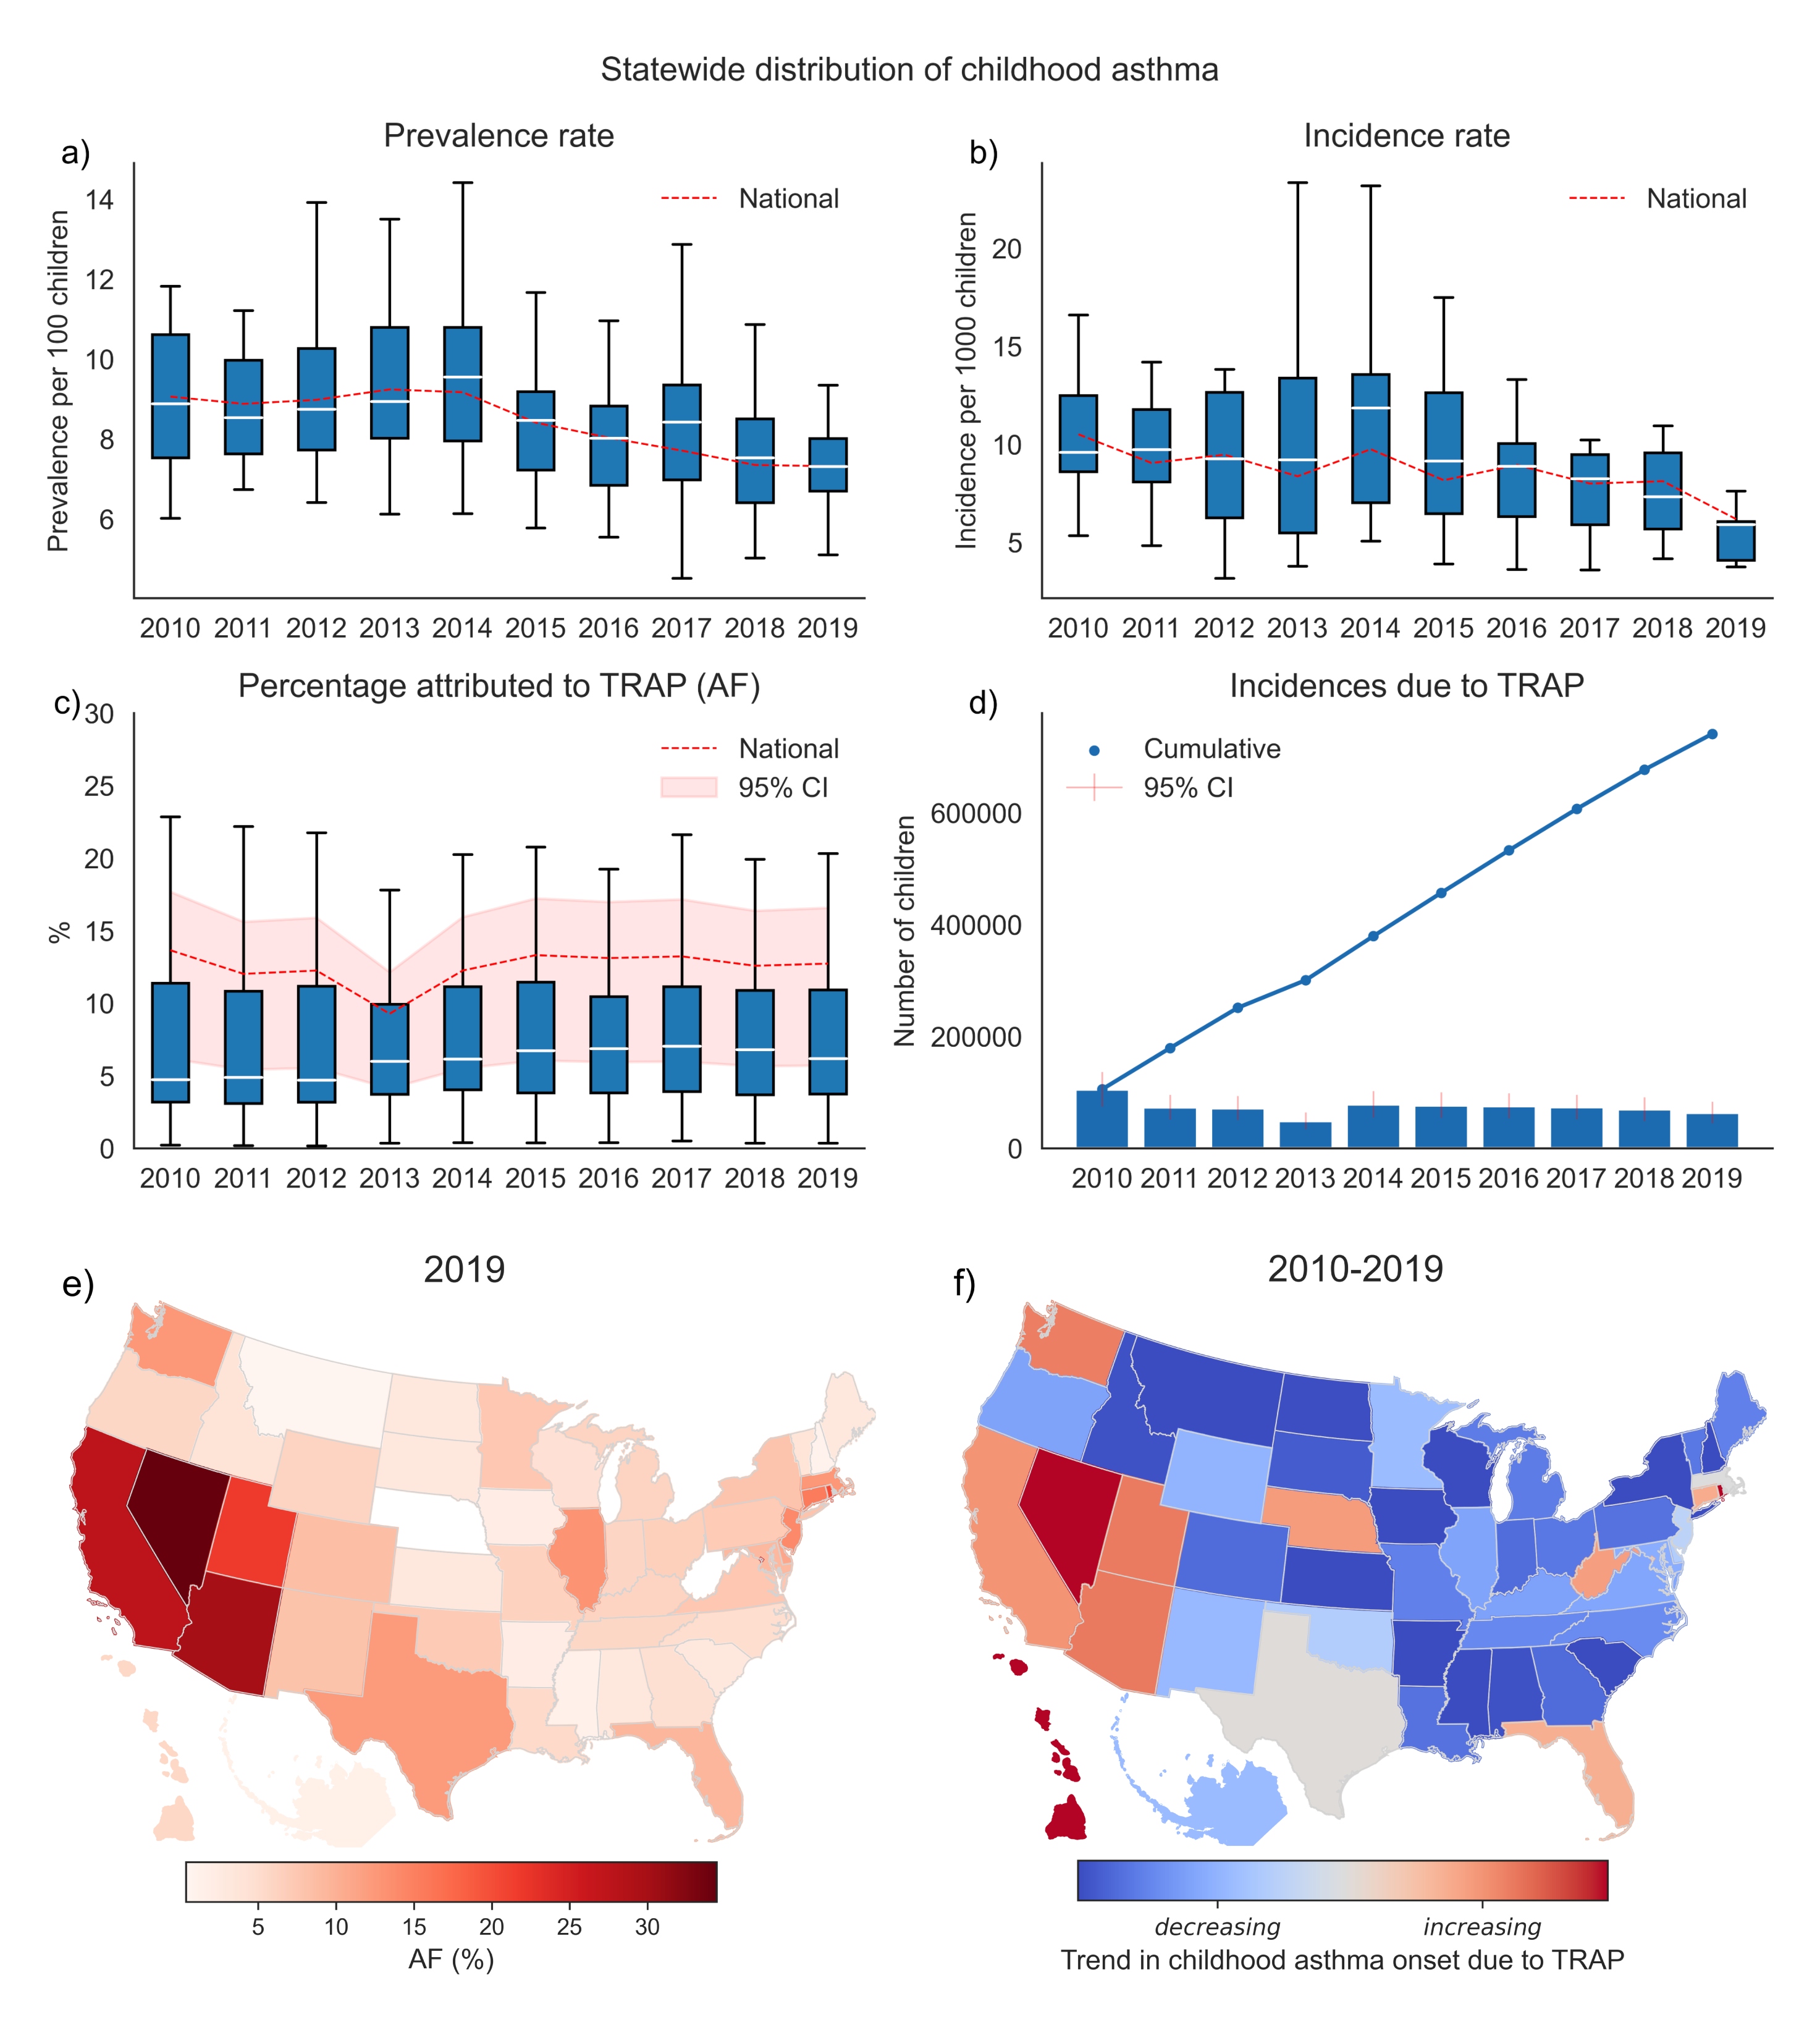 Statewide distribution of childhood asthma
a)
Prevalence rate
Prevalence per 100 children
14
12
10
8
6
National
2010 2011 2012 2013 2014 2015 2016 2017 2018 2019
b)
Incidence rate
Incidence per 1000 children
20
15
10
5
National
2010 2011 2012 2013 2014 2015 2016 2017 2018 2019
c)
Percentage attributed to TRAP (AF)
%
30
25
20
15
10
5
0
National
95% CI
2010 2011 2012 2013 2014 2015 2016 2017 2018 2019
d)
Incidences due to TRAP
Number of children
600000
400000
200000
0
Cumulative
95% CI
2010 2011 2012 2013 2014 2015 2016 2017 2018 2019
e)
2019
5 10 15 20 25 30
AF (%)
f)
2010-2019
decreasing increasing
Trend in childhood asthma onset due to TRAP